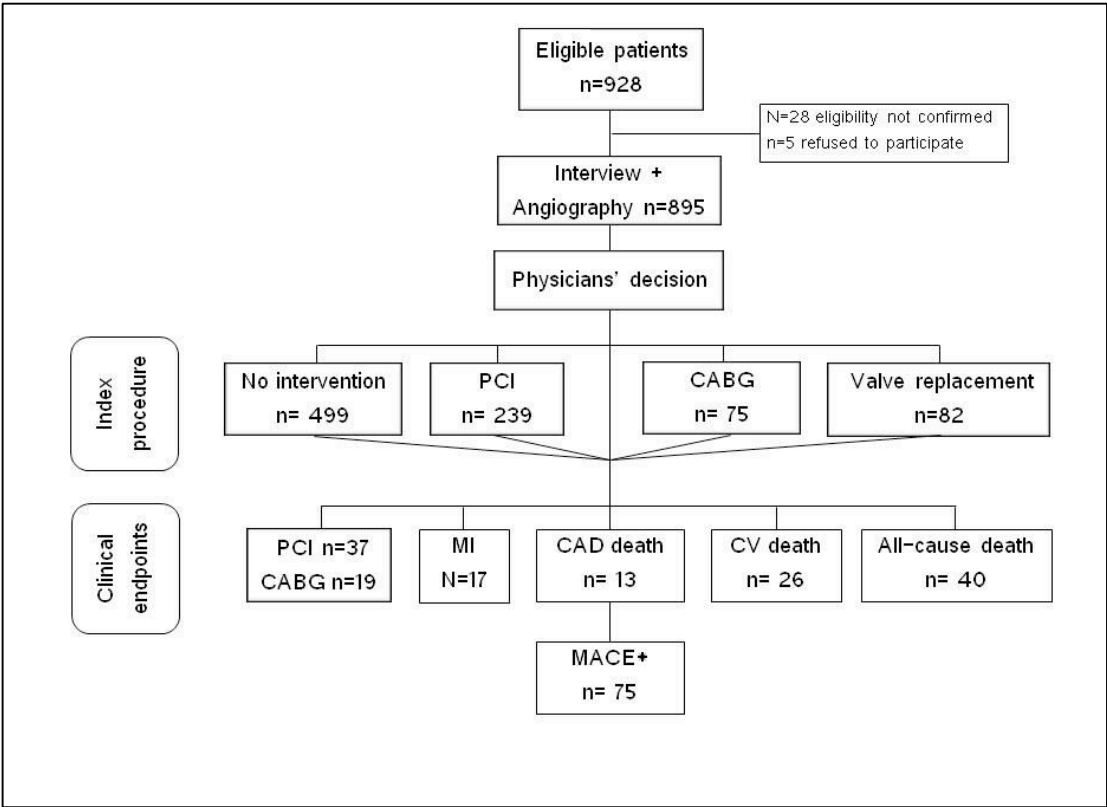 Eligible patients
n=928
N=28 eligibility not confirmed
n=5 refused to participate
Interview +
Angiography n=895
Physicians' decision
Index
procedure
No intervention
n= 499
PCI
n= 239
CABG
n= 75
Valve replacement
n=82
Clinical
endpoints
PCI n=37
CABG n=19
MI
N=17
CAD death
n= 13
CV death
n= 26
All-cause death
n= 40
MACE+
n= 75